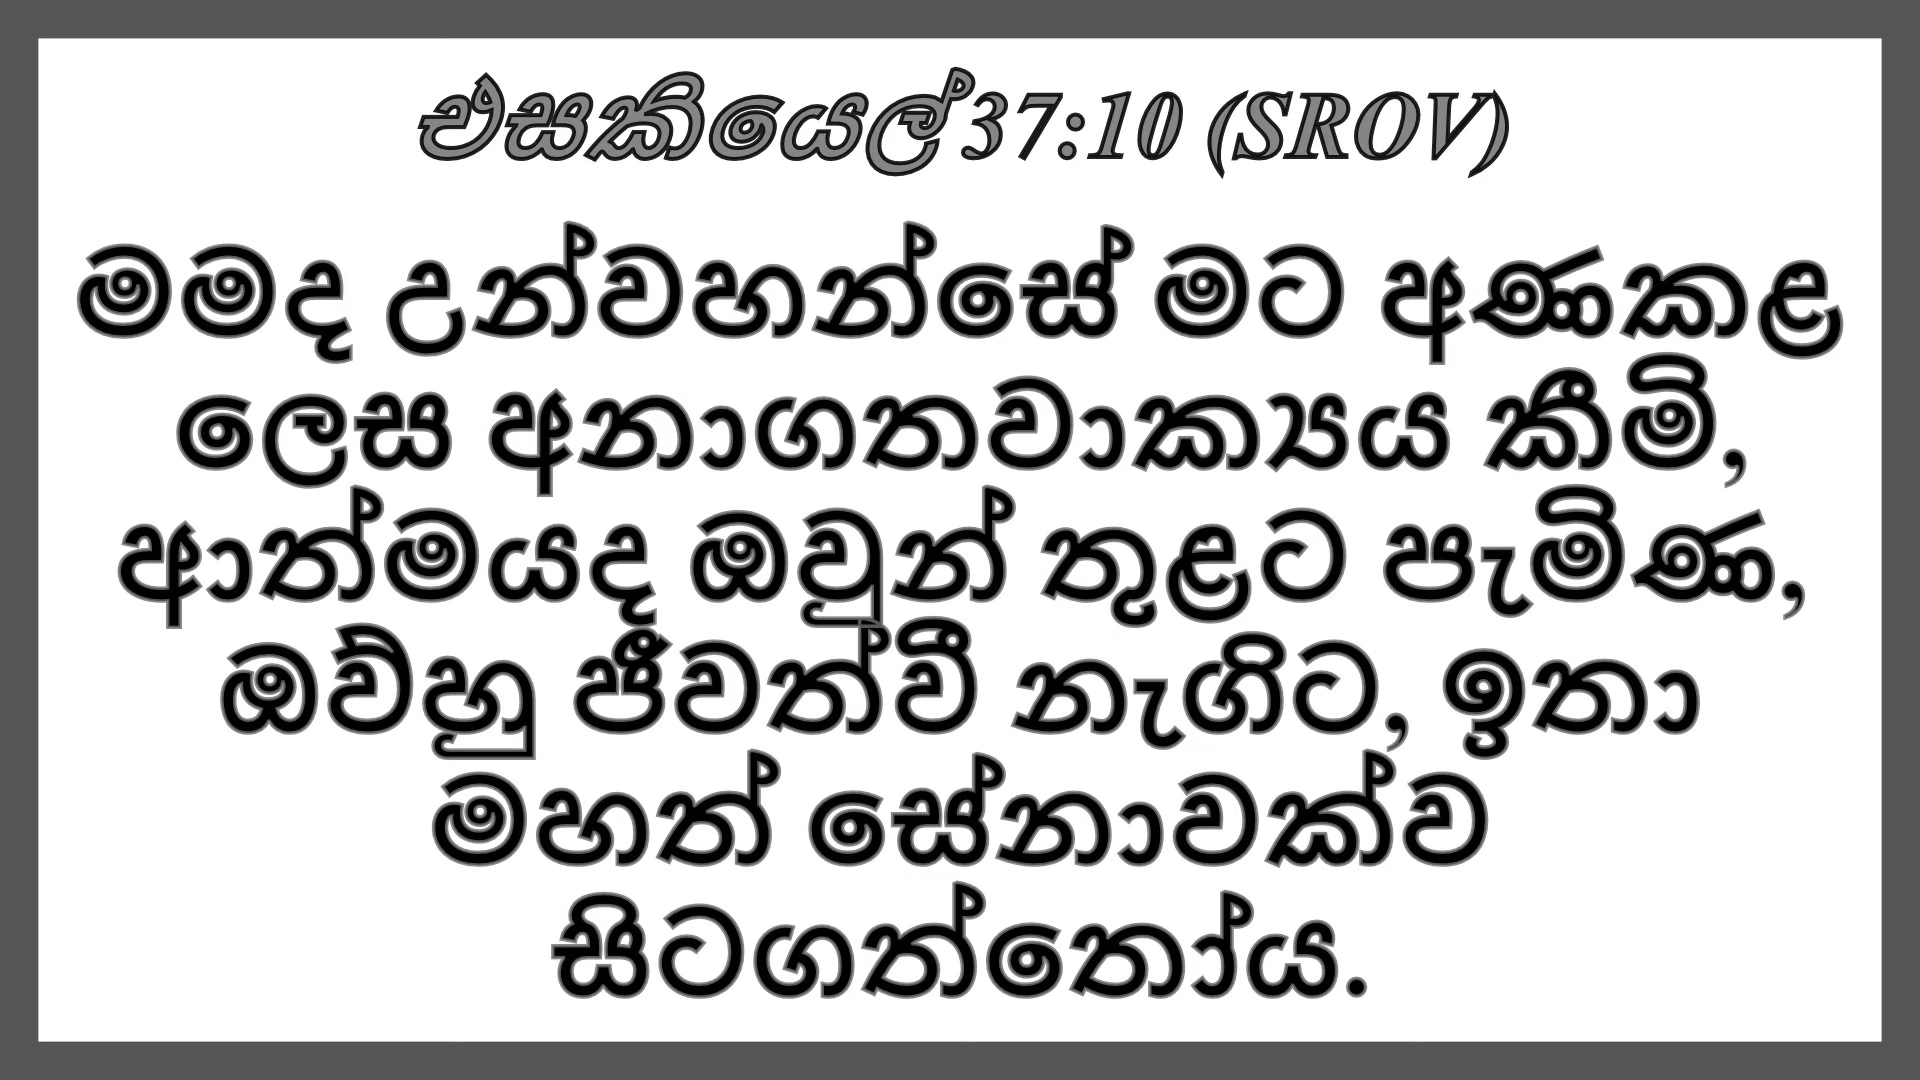 එසකියෙල් 37:10 (SROV)
මමද උන්වහන්සේ මට අණකළ
ලෙස අනාගතවාක්‍යය කීමි,
ආත්මයද ඔවුන් තුළට පැමිණ,
ඔව්හු ජීවත්වී නැගිට, ඉතා
මහත් සේනාවක්ව
සිටගත්තෝය.